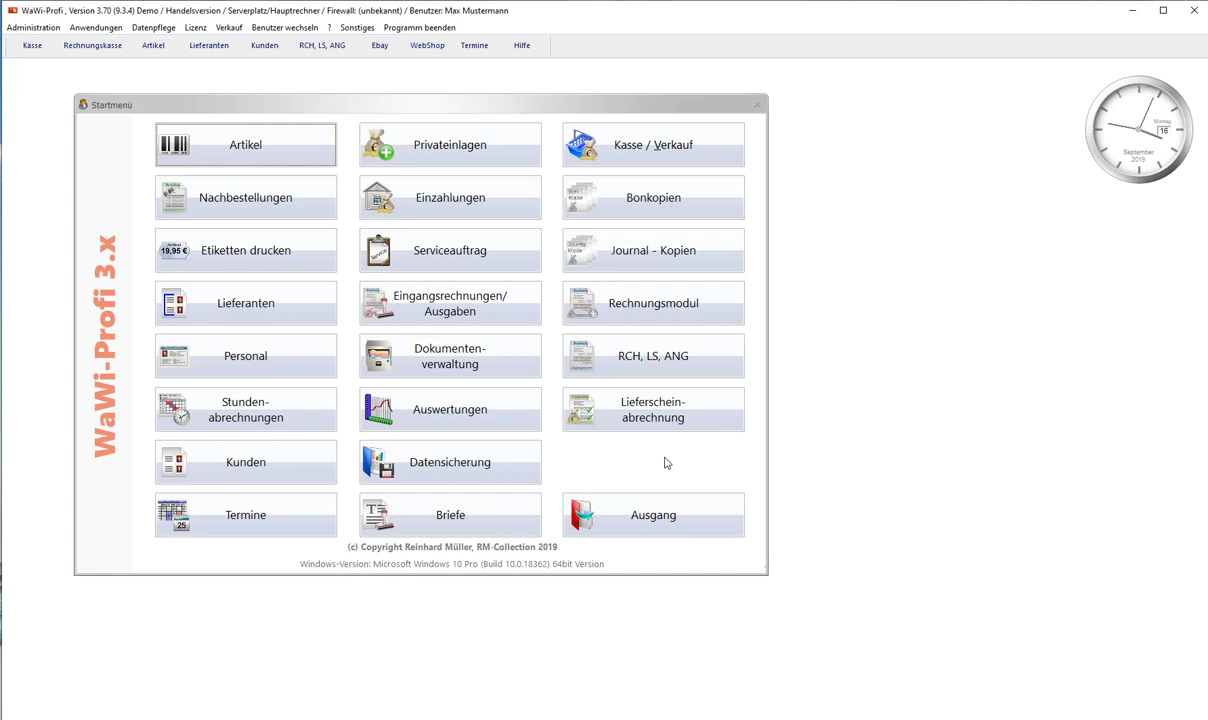 WaWi-Profi , Version 3.70 (9.3.4) Demo / Handelsversion / Serverplatz/Hauptrechner / Firewall: (unbekannt) / Benutzer: Max Mustermann
Administration Anwendungen Datenpflege Lizenz Verkauf Benutzer wechseln ? Sonstiges Programm beenden
Kasse Rechnungskasse Artikel Lieferanten Kunden RCH, LS, ANG Ebay WebShop Termine Hilfe
Montag
16
September
2019
Startmenü
WaWi-Profi 3.x
Artikel
Privateinlagen
Kasse / Verkauf
Nachbestellungen
Einzahlungen
Bonkopien
19,95 €
Etiketten drucken
Service
Serviceauftrag
Journal - Kopien
Lieferanten
Eingangsrechnungen/
Ausgaben
Rechnungsmodul
Personal
Dokumenten-
verwaltung
RCH, LS, ANG
Stunden-
abrechnungen
Auswertungen
Lieferschein-
abrechnung
Kunden
Datensicherung
25
Termine
Briefe
Ausgang
(c) Copyright Reinhard Müller, RM-Collection 2019
Windows-Version: Microsoft Windows 10 Pro (Build 10.0.18362) 64bit Version